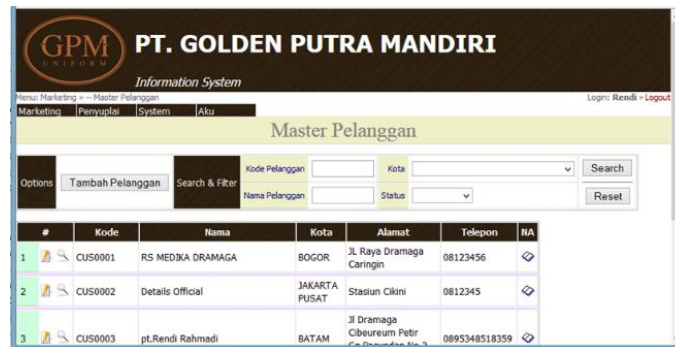 GPM
UNIFORM
PT. GOLDEN PUTRA MANDIRI
Information System
Menu: Marketing » -- Master Pelanggan
Login: Rendi » Logout
Marketing Penyuplai System Aku
Master Pelanggan
Options Tambah Pelanggan Search & Filter
Kode Pelanggan Kota Search
Nama Pelanggan Status Reset
# Kode Nama Kota Alamat Telepon NA
1 CUS0001 RS MEDIKA DRAMAGA BOGOR JL Raya Dramaga Caringin 08123456
2 CUS0002 Details Official JAKARTA PUSAT Stasiun Cikini 0812345
3 CUS0003 pt.Rendi Rahmadi BATAM Jl Dramaga Cibeureum Petir 0895348518359